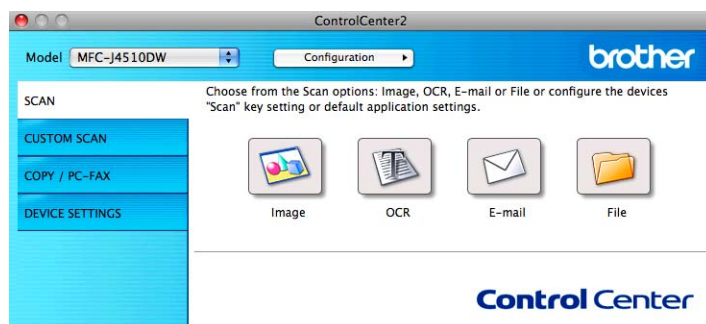 ControlCenter2
Model MFC-J4510DW Configuration brother
SCAN
Choose from the Scan options: Image, OCR, E-mail or File or configure the devices
"Scan" key setting or default application settings.
CUSTOM SCAN
COPY / PC-FAX
DEVICE SETTINGS
Image OCR E-mail File
Control Center